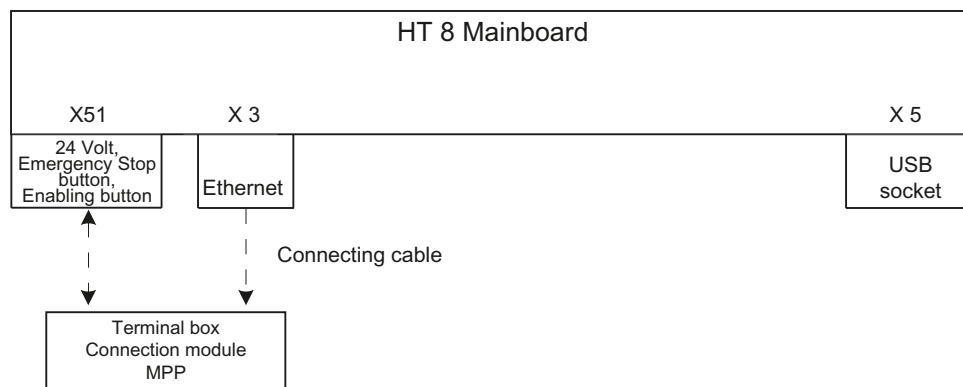 HT 8 Mainboard
X51
X 3
X 5
24 Volt,
Emergency Stop
button,
Enabling button
Ethernet
USB
socket
Connecting cable
Terminal box
Connection module
MPP